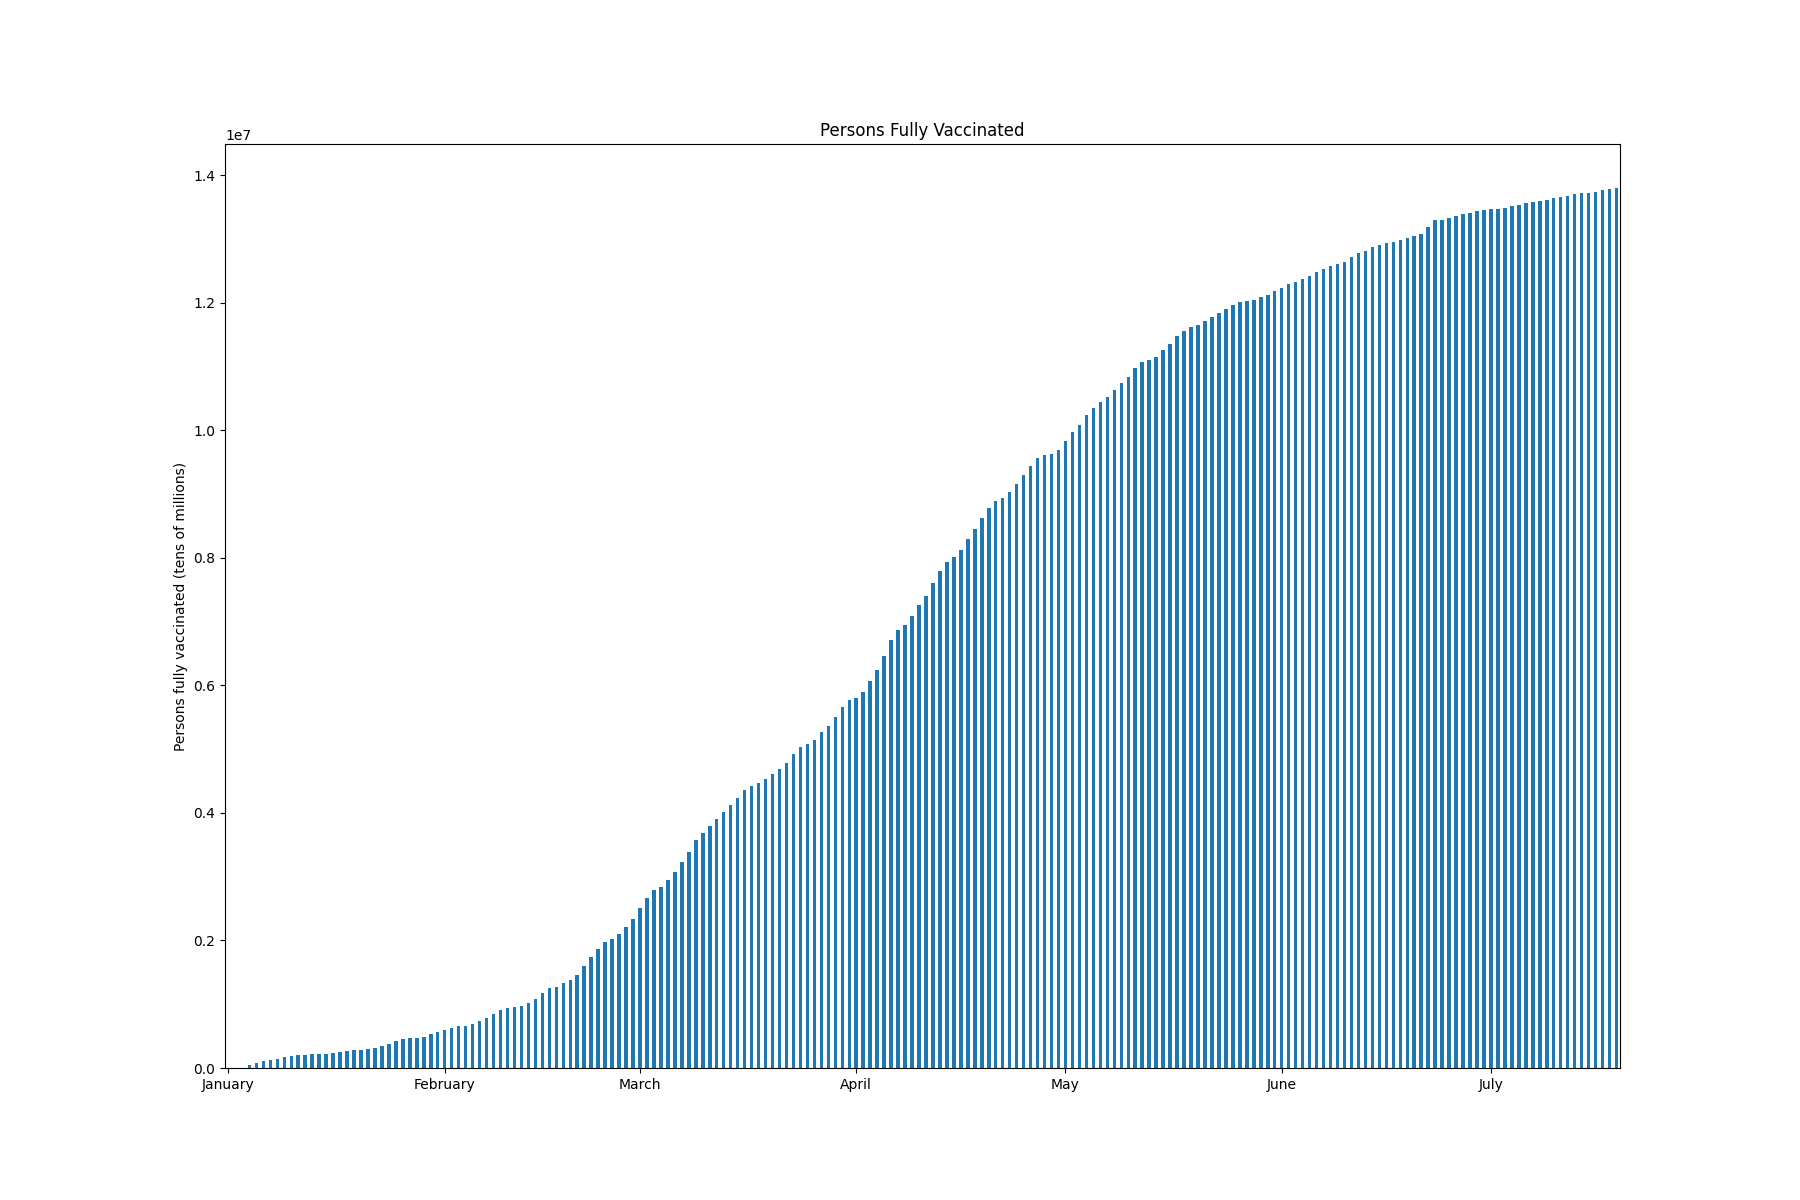 Persons Fully Vaccinated
1e7
1.4
1.2
1.0
0.8
0.6
0.4
0.2
0.0
Persons fully vaccinated (tens of millions)
January February March April May June July